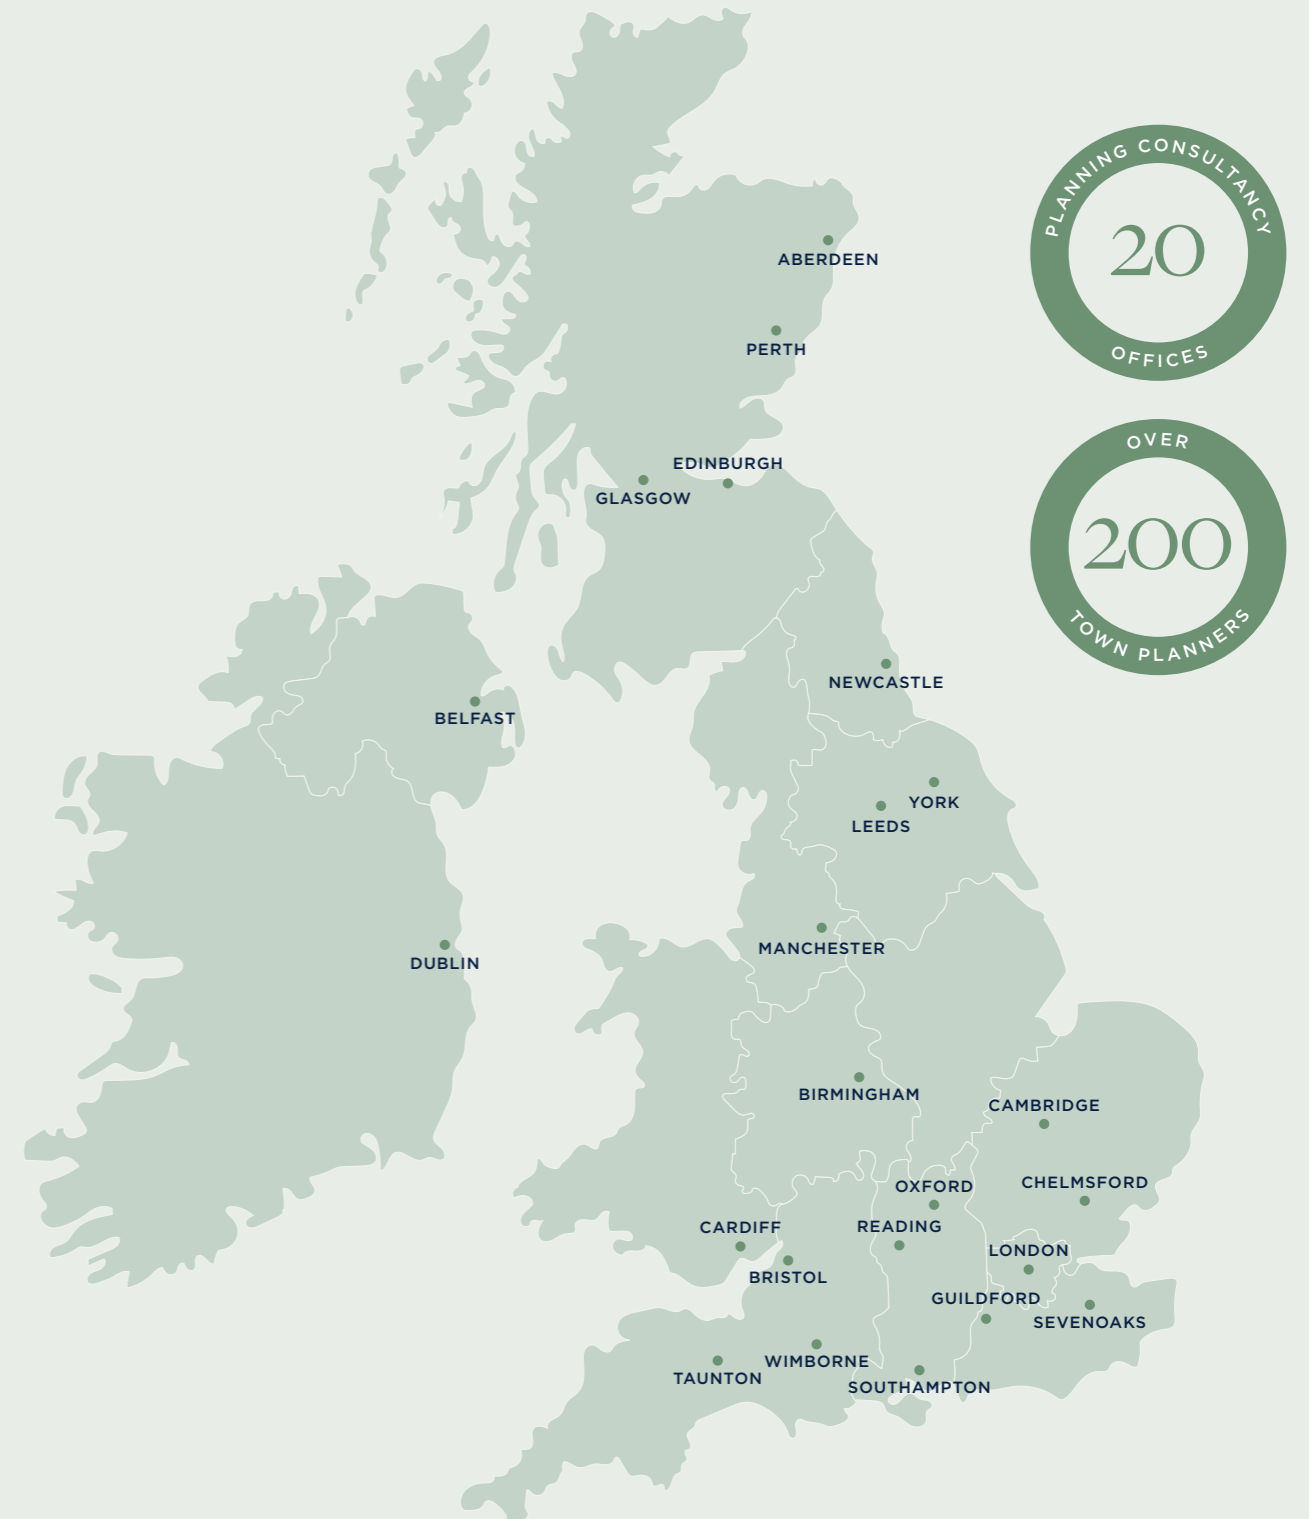 PLANNING CONSULTANCY
20
OFFICES
ABERDEEN
PERTH
OVER
200
TOWN PLANNERS
EDINBURGH
GLASGOW
NEWCASTLE
BELFAST
YORK
LEEDS
MANCHESTER
DUBLIN
BIRMINGHAM
CAMBRIDGE
CHELMSFORD
OXFORD
CARDIFF
READING
LONDON
BRISTOL
GUILDFORD
SEVENOAKS
WIMBORNE
TAUNTON
SOUTHAMPTON